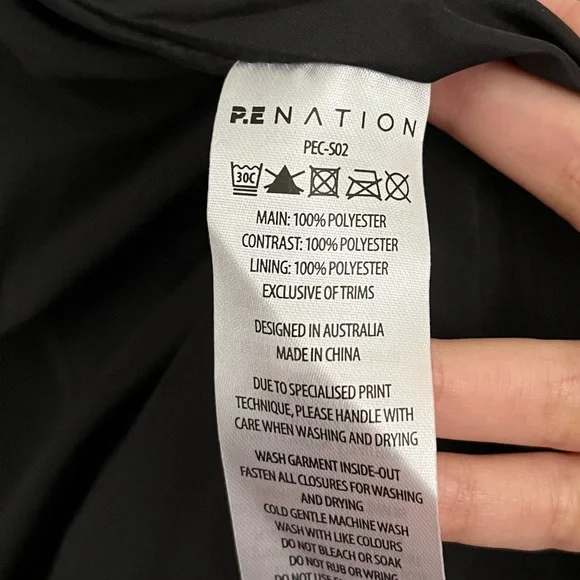 P.E NATION
PEC-S02
30C
MAIN: 100% POLYESTER
CONTRAST: 100% POLYESTER
LINING: 100% POLYESTER
EXCLUSIVE OF TRIMS
DESIGNED IN AUSTRALIA
MADE IN CHINA
DUE TO SPECIALISED PRINT
TECHNIQUE, PLEASE HANDLE WITH
CARE WHEN WASHING AND DRYING
WASH GARMENT INSIDE-OUT
FASTEN ALL CLOSURES FOR WASHING
AND DRYING
COLD GENTLE MACHINE WASH
WASH WITH LIKE COLOURS
DO NOT BLEACH OR SOAK
DO NOT RUB OR WRING
DO NOT USE